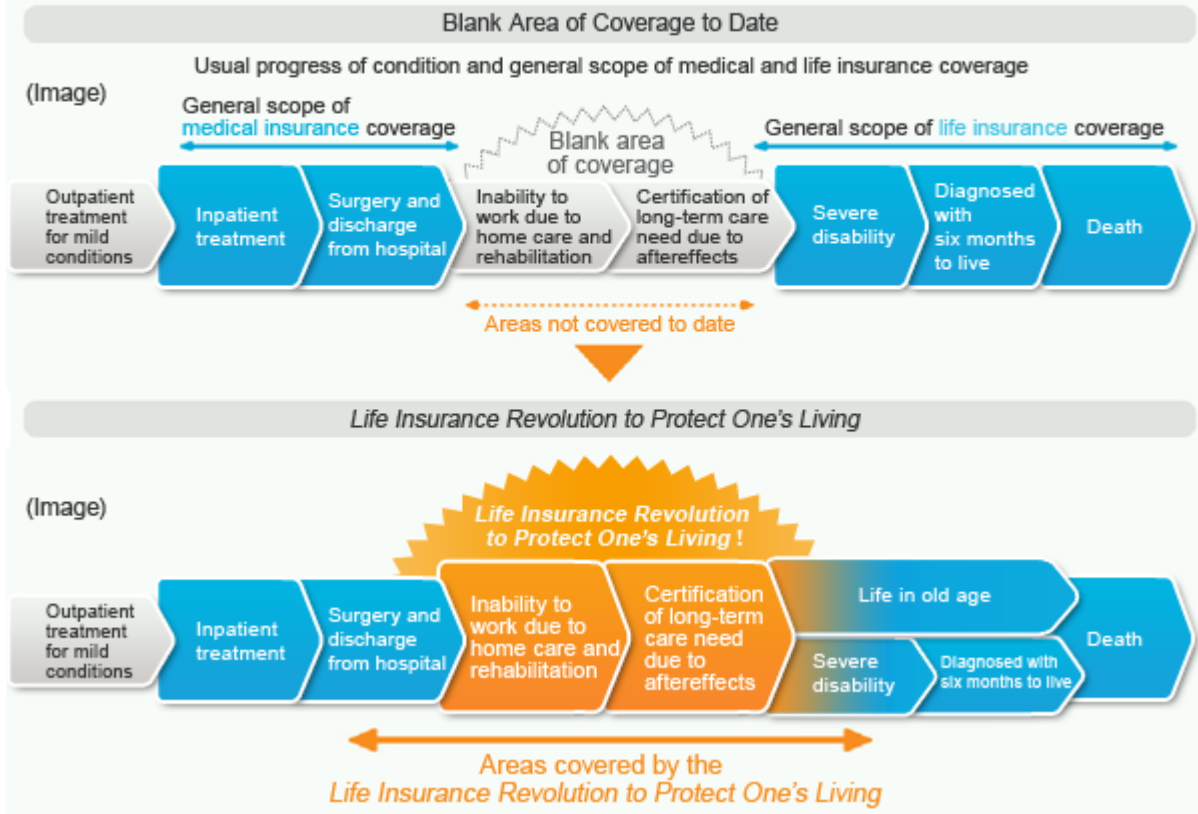 Blank Area of Coverage to Date
Usual progress of condition and general scope of medical and life insurance coverage
(Image)
General scope of
medical insurance coverage
Blank area
of coverage
General scope of life insurance coverage
Outpatient
treatment
for mild
conditions
Inpatient
treatment
Surgery and
discharge
from hospital
Inability to
work due to
home care and
rehabilitation
Certification of
long-term care
need due to
aftereffects
Severe
disability
Diagnosed
with
six months
to live
Death
Areas not covered to date
Life Insurance Revolution to Protect One's Living
(Image)
Life Insurance Revolution
to Protect One's Living !
Outpatient
treatment
for mild
conditions
Inpatient
treatment
Surgery and
discharge
from hospital
Inability to
work due to
home care and
rehabilitation
Certification
of long-term
care need
due to
aftereffects
Life in old age
Severe
disability
Diagnosed with
six months to live
Death
Areas covered by the
Life Insurance Revolution to Protect One's Living